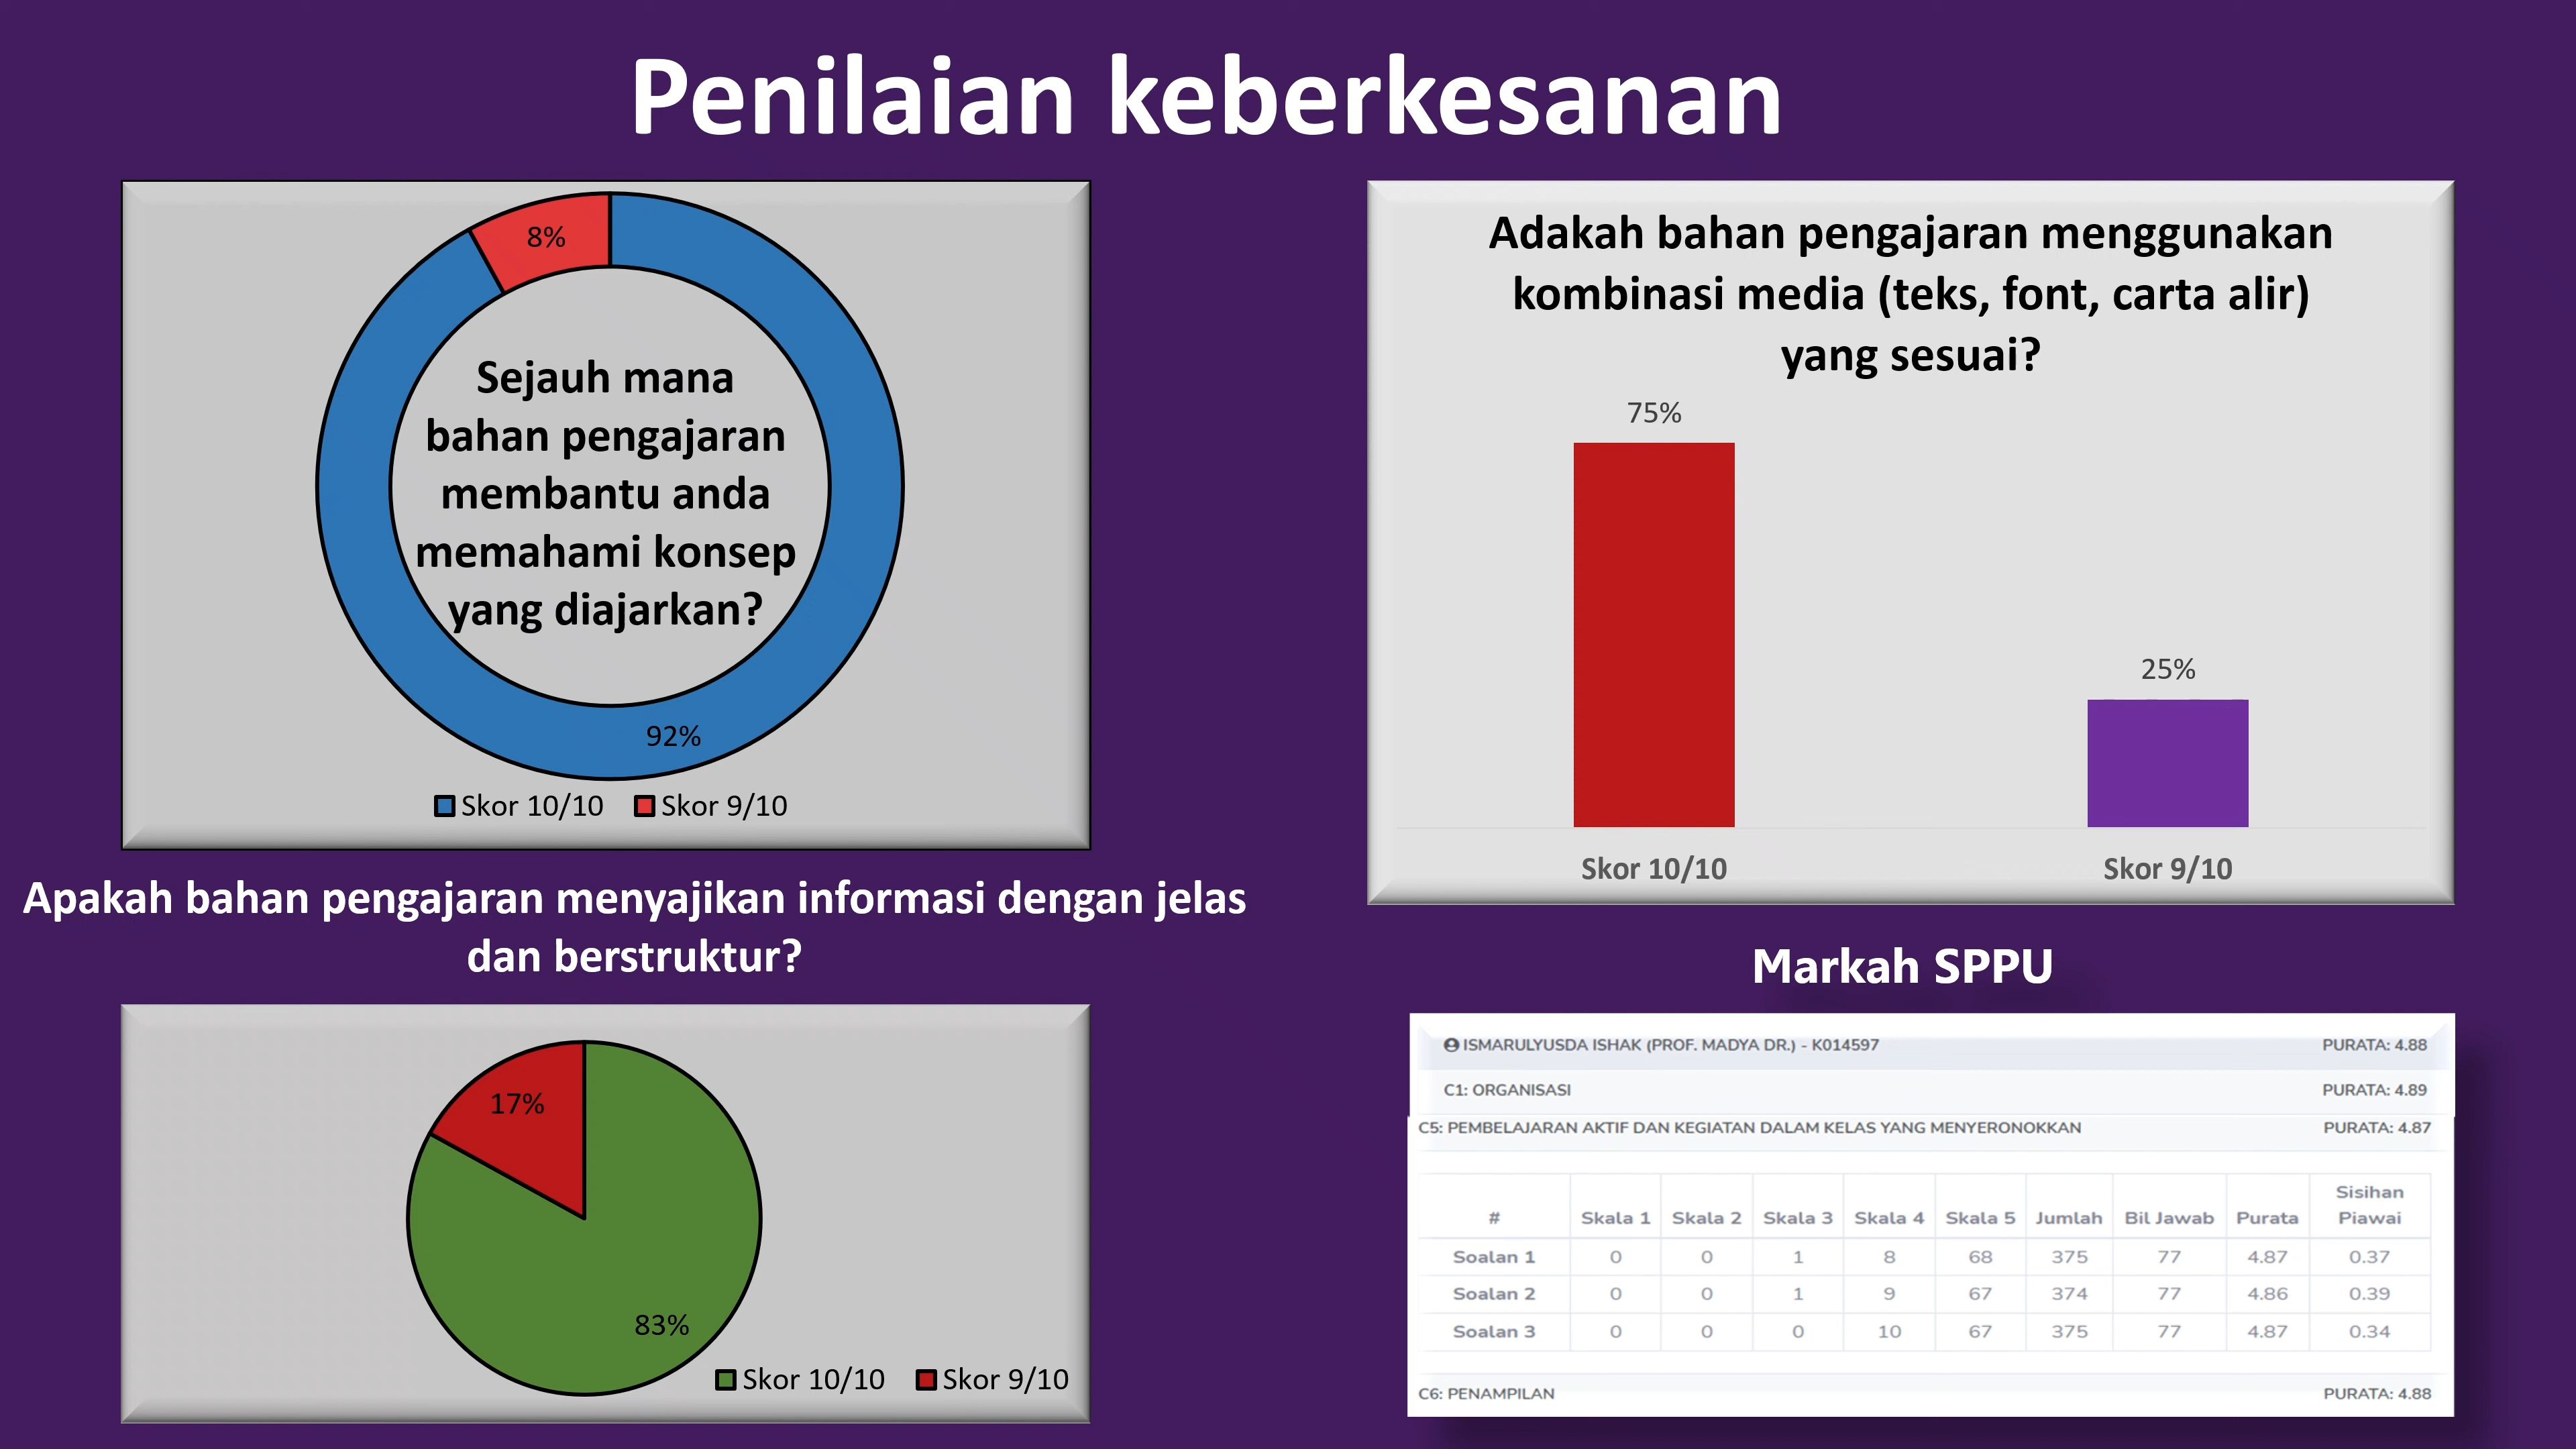 Penilaian keberkesanan
8%
Sejauh mana
bahan pengajaran
membantu anda
memahami konsep
yang diajarkan?
92%
Skor 10/10 Skor 9/10
Adakah bahan pengajaran menggunakan
kombinasi media (teks, font, carta alir)
yang sesuai?
75%
25%
Skor 10/10 Skor 9/10
Apakah bahan pengajaran menyajikan informasi dengan jelas
dan berstruktur?
17%
83%
Skor 10/10 Skor 9/10
Markah SPPU
ISMARULYUSDA ISHAK (PROF. MADYA DR.) - K014597 PURATA: 4.88
C1: ORGANISASI PURATA: 4.89
C5: PEMBELAJARAN AKTIF DAN KEGIATAN DALAM KELAS YANG MENYERONOKKAN PURATA: 4.87
# Skala 1 Skala 2 Skala 3 Skala 4 Skala 5 Jumlah Bil Jawab Purata Sisihan Piawai
Soalan 1 0 0 1 8 68 375 77 4.87 0.37
Soalan 2 0 0 1 9 67 374 77 4.86 0.39
Soalan 3 0 0 0 10 67 375 77 4.87 0.34
C6: PENAMPILAN PURATA: 4.88